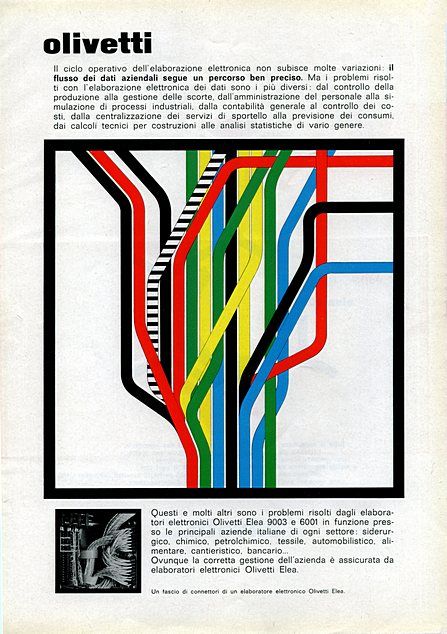 olivetti
Il ciclo operativo dell'elaborazione elettronica non subisce molte variazioni: il
flusso dei dati aziendali segue un percorso ben preciso. Ma i problemi risol-
ti con l'elaborazione elettronica dei dati sono i più diversi: dal controllo della
produzione alla gestione delle scorte, dall'amministrazione del personale alla si-
mulazione di processi industriali, dalla contabilità generale al controllo dei co-
sti, dalla centralizzazione dei servizi di sportello alla previsione dei consumi,
dai calcoli tecnici per costruzioni alle analisi statistiche di vario genere.
Questi e molti altri sono i problemi risolti dagli elabora-
tori elettronici Olivetti Elea 9003 e 6001 in funzione pres-
so le principali aziende italiane di ogni settore: siderur-
gico, chimico, petrolchimico, tessile, automobilistico, ali-
mentare, cantieristico, bancario...
Ovunque la corretta gestione dell'azienda è assicurata da
elaboratori elettronici Olivetti Elea.
Un fascio di connettori di un elaboratore elettronico Olivetti Elea.